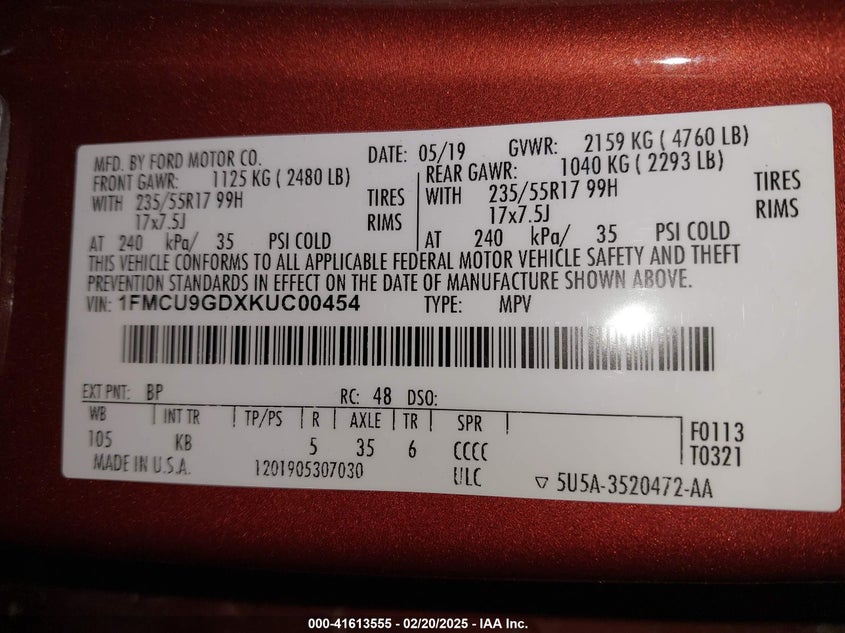 MFD. BY FORD MOTOR CO. DATE: 05/19 GVWR: 2159 KG ( 4760 LB)
FRONT GAWR: 1125 KG ( 2480 LB) REAR GAWR: 1040 KG ( 2293 LB)
WITH 235/55R17 99H TIRES WITH 235/55R17 99H TIRES
17x7.5J RIMS 17x7.5J RIMS
AT 240 kPa/ 35 PSI COLD AT 240 kPa/ 35 PSI COLD
THIS VEHICLE CONFORMS TO ALL APPLICABLE FEDERAL MOTOR VEHICLE SAFETY AND THEFT
PREVENTION STANDARDS IN EFFECT ON THE DATE OF MANUFACTURE SHOWN ABOVE.
VIN: 1FMCU9GDXKUC00454 TYPE: MPV
EXT PNT: BP RC: 48 DSO:
WB INT TR TP/PS R AXLE TR SPR
105 KB 5 35 6 CCCC
F0113
T0321
MADE IN U.S.A. 1201905307030 ULC 5U5A-3520472-AA
000-41613555 - 02/20/2025 - IAA Inc.